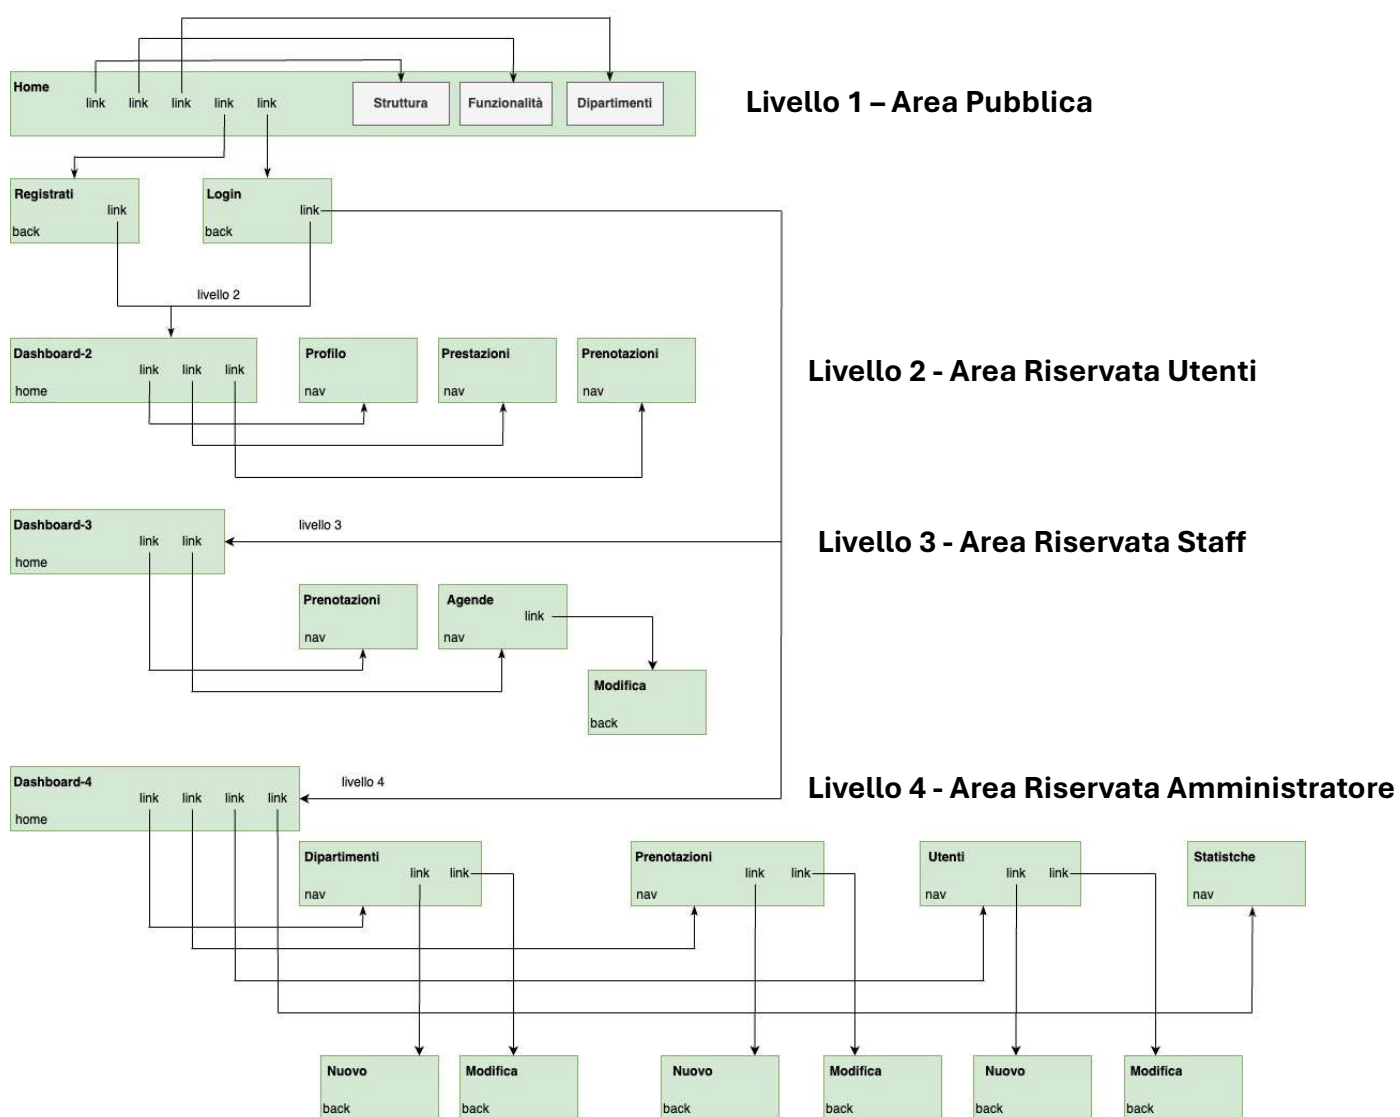 Home
link link link link link
Struttura
Funzionalità
Dipartimenti
Livello 1 – Area Pubblica
Registrati
link
back
Login
link
back
livello 2
Dashboard-2
link link link
home
Profilo
nav
Prestazioni
nav
Prenotazioni
nav
Livello 2 - Area Riservata Utenti
Dashboard-3
link link
home
livello 3
Livello 3 - Area Riservata Staff
Prenotazioni
nav
Agende
link
nav
Modifica
back
Dashboard-4
link link link link
home
livello 4
Livello 4 - Area Riservata Amministratore
Dipartimenti
link link
nav
Prenotazioni
link link
nav
Utenti
link link
nav
Statistche
nav
Nuovo
back
Modifica
back
Nuovo
back
Modifica
back
Nuovo
back
Modifica
back